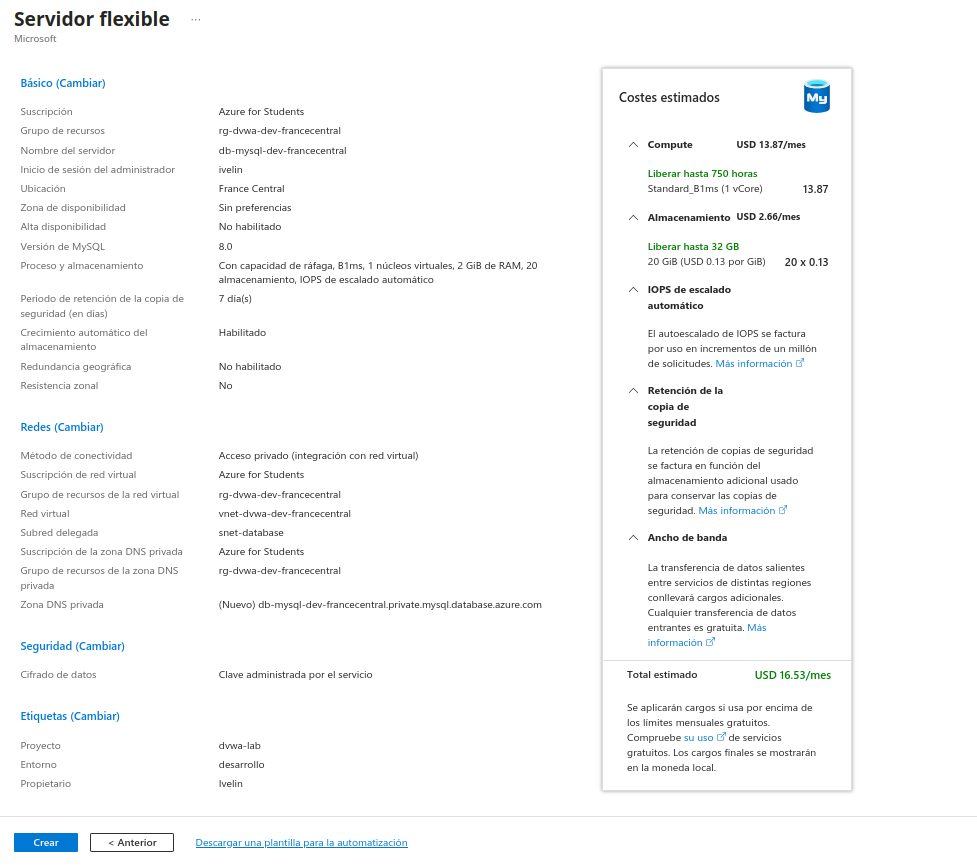 Servidor flexible ...
Microsoft
Básico (Cambiar)
Suscripción Azure for Students
Grupo de recursos rg-dvwa-dev-francecentral
Nombre del servidor db-mysql-dev-francecentral
Inicio de sesión del administrador ivelin
Ubicación France Central
Zona de disponibilidad Sin preferencias
Alta disponibilidad No habilitado
Versión de MySQL 8.0
Proceso y almacenamiento Con capacidad de ráfaga, B1ms, 1 núcleos virtuales, 2 GiB de RAM, 20
almacenamiento, IOPS de escalado automático
Período de retención de la copia de 7 día(s)
seguridad (en días)
Crecimiento automático del Habilitado
almacenamiento
Redundancia geográfica No habilitado
Resistencia zonal No
Redes (Cambiar)
Método de conectividad Acceso privado (integración con red virtual)
Suscripción de red virtual Azure for Students
Grupo de recursos de la red virtual rg-dvwa-dev-francecentral
Red virtual vnet-dvwa-dev-francecentral
Subred delegada snet-database
Suscripción de la zona DNS privada Azure for Students
Grupo de recursos de la zona DNS rg-dvwa-dev-francecentral
privada
Zona DNS privada (Nuevo) db-mysql-dev-francecentral.private.mysql.database.azure.com
Seguridad (Cambiar)
Cifrado de datos Clave administrada por el servicio
Etiquetas (Cambiar)
Proyecto dvwa-lab
Entorno desarrollo
Propietario Ivelin
Costes estimados
My
Compute USD 13.87/mes
Liberar hasta 750 horas
Standard_B1ms (1 vCore) 13.87
Almacenamiento USD 2.66/mes
Liberar hasta 32 GB
20 GiB (USD 0.13 por GiB) 20 x 0.13
IOPS de escalado
automático
El autoescalado de IOPS se factura
por uso en incrementos de un millón
de solicitudes. Más información
Retención de la
copia de
seguridad
La retención de copias de seguridad
se factura en función del
almacenamiento adicional usado
para conservar las copias de
seguridad. Más información
Ancho de banda
La transferencia de datos salientes
entre servicios de distintas regiones
conllevará cargos adicionales.
Cualquier transferencia de datos
entrantes es gratuita. Más
información
Total estimado USD 16.53/mes
Se aplicarán cargos si usa por encima de
los límites mensuales gratuitos.
Compruebe su uso de servicios
gratuitos. Los cargos finales se mostrarán
en la moneda local.
Crear
< Anterior
Descargar una plantilla para la automatización